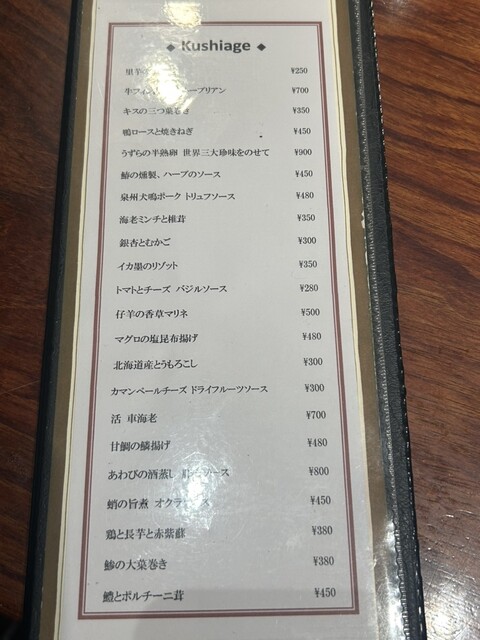 ◆ Kushiage ◆
里芋 ¥250
牛フィレ ーブリアン ¥700
キスの三つ葉巻き ¥350
鴨ロースと焼きねぎ ¥450
うずらの半熟卵 世界三大珍味をのせて ¥900
鰆の燻製、ハーブのソース ¥450
泉州犬鳴ポーク トリュフソース ¥480
海老ミンチと椎茸 ¥350
銀杏とむかご ¥300
イカ墨のリゾット ¥350
トマトとチーズ バジルソース ¥280
仔羊の香草マリネ ¥500
マグロの塩昆布揚げ ¥480
北海道産とうもろこし ¥300
カマンベールチーズ ドライフルーツソース ¥300
活 車海老 ¥700
甘鯛の鱗揚げ ¥480
あわびの酒蒸し ソース ¥800
蛸の旨煮 オクラ ¥450
鶏と長芋と赤紫蘇 ¥380
鯵の大葉巻き ¥380
鱧とポルチーニ茸 ¥450